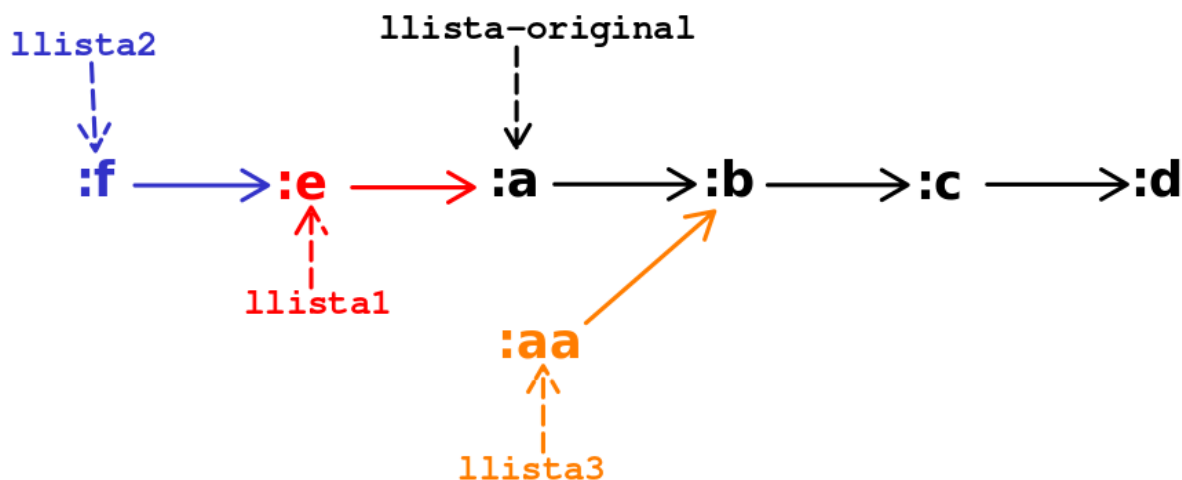 llista-original
llista2
:f :e :a :b :c :d
llista1
:aa
llista3